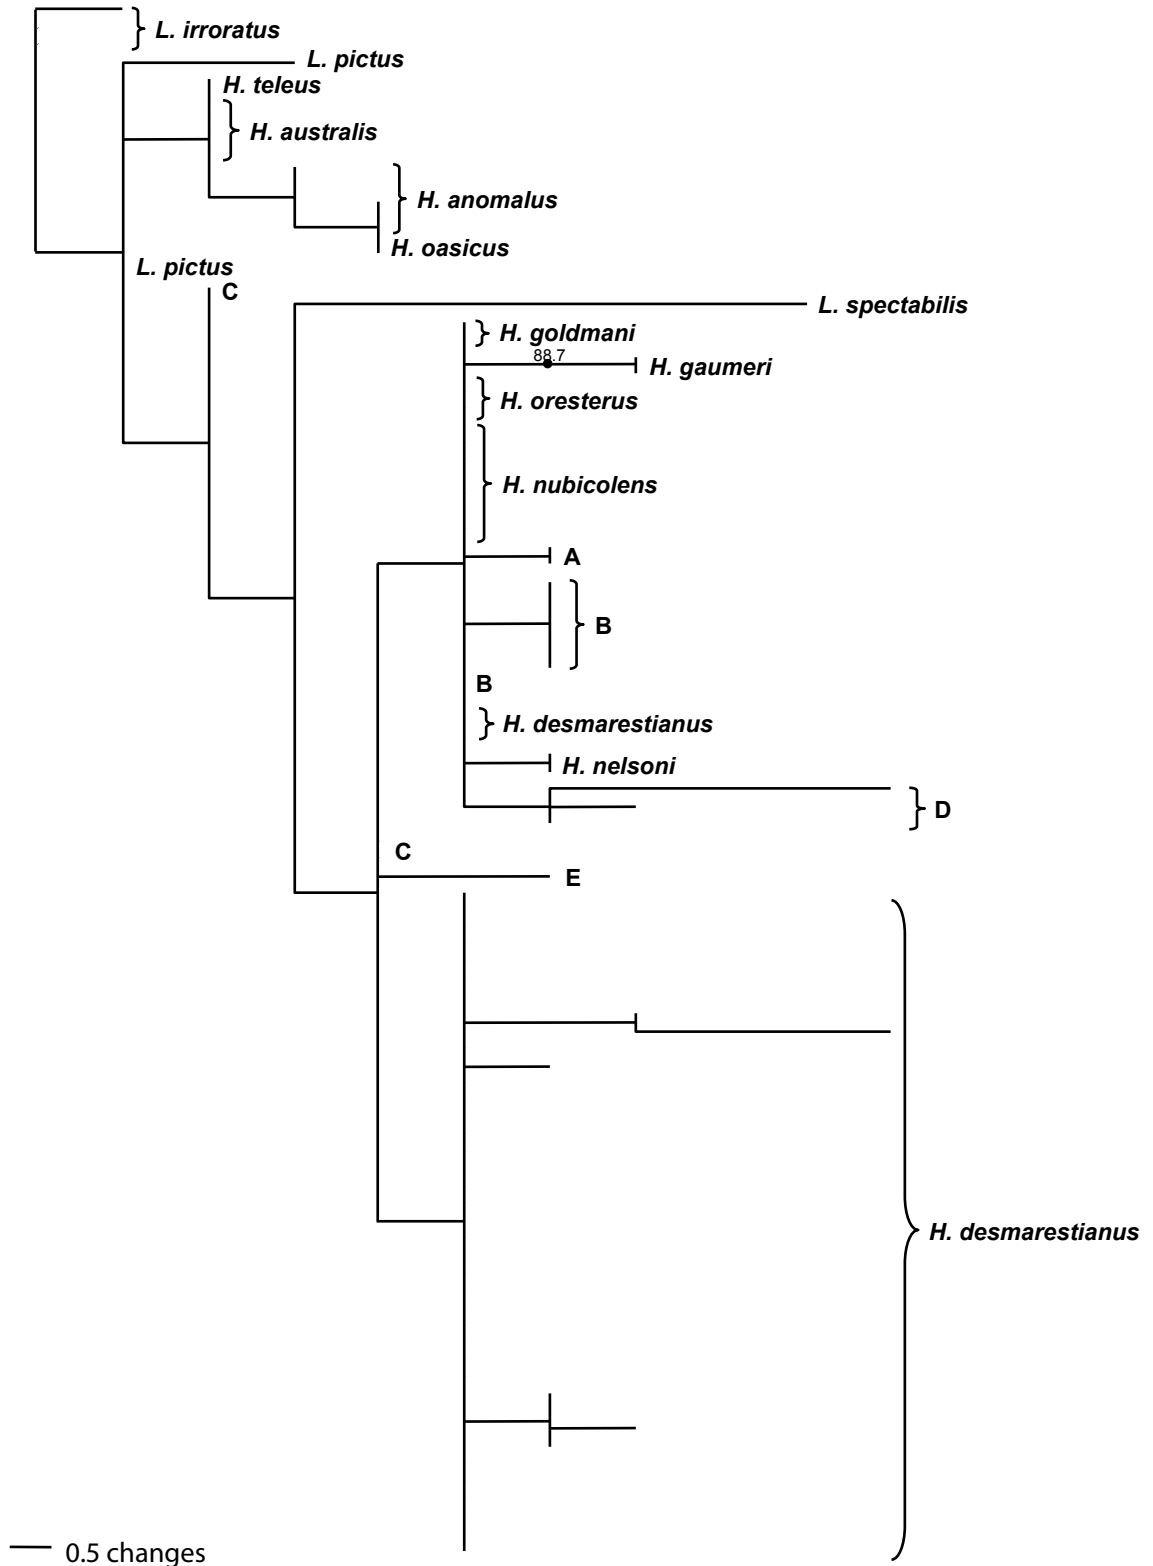 L. irroratus
L. pictus
H. teleus
H. australis
H. anomalus
H. oasicus
L. pictus
C
L. spectabilis
H. goldmani
88.7
H. gaumeri
H. oresterus
H. nubicolens
A
B
B
H. desmarestianus
H. nelsoni
D
C
E
H. desmarestianus
0.5 changes